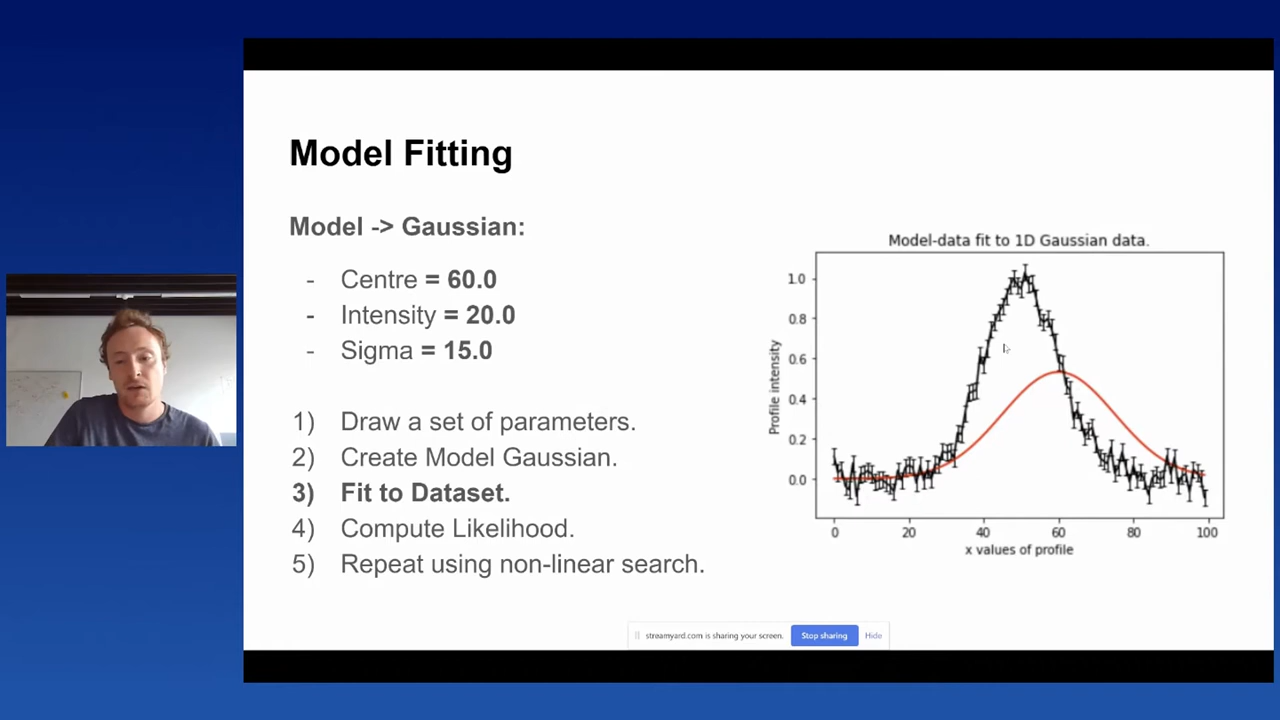 Model Fitting
Model -> Gaussian:
- Centre = 60.0
- Intensity = 20.0
- Sigma = 15.0
1) Draw a set of parameters.
2) Create Model Gaussian.
3) Fit to Dataset.
4) Compute Likelihood.
5) Repeat using non-linear search.
Model-data fit to 1D Gaussian data.
Profile intensity
1.0
0.8
0.6
0.4
0.2
0.0
0 20 40 60 80 100
x values of profile
streamyard.com is sharing your screen. Stop sharing Hide